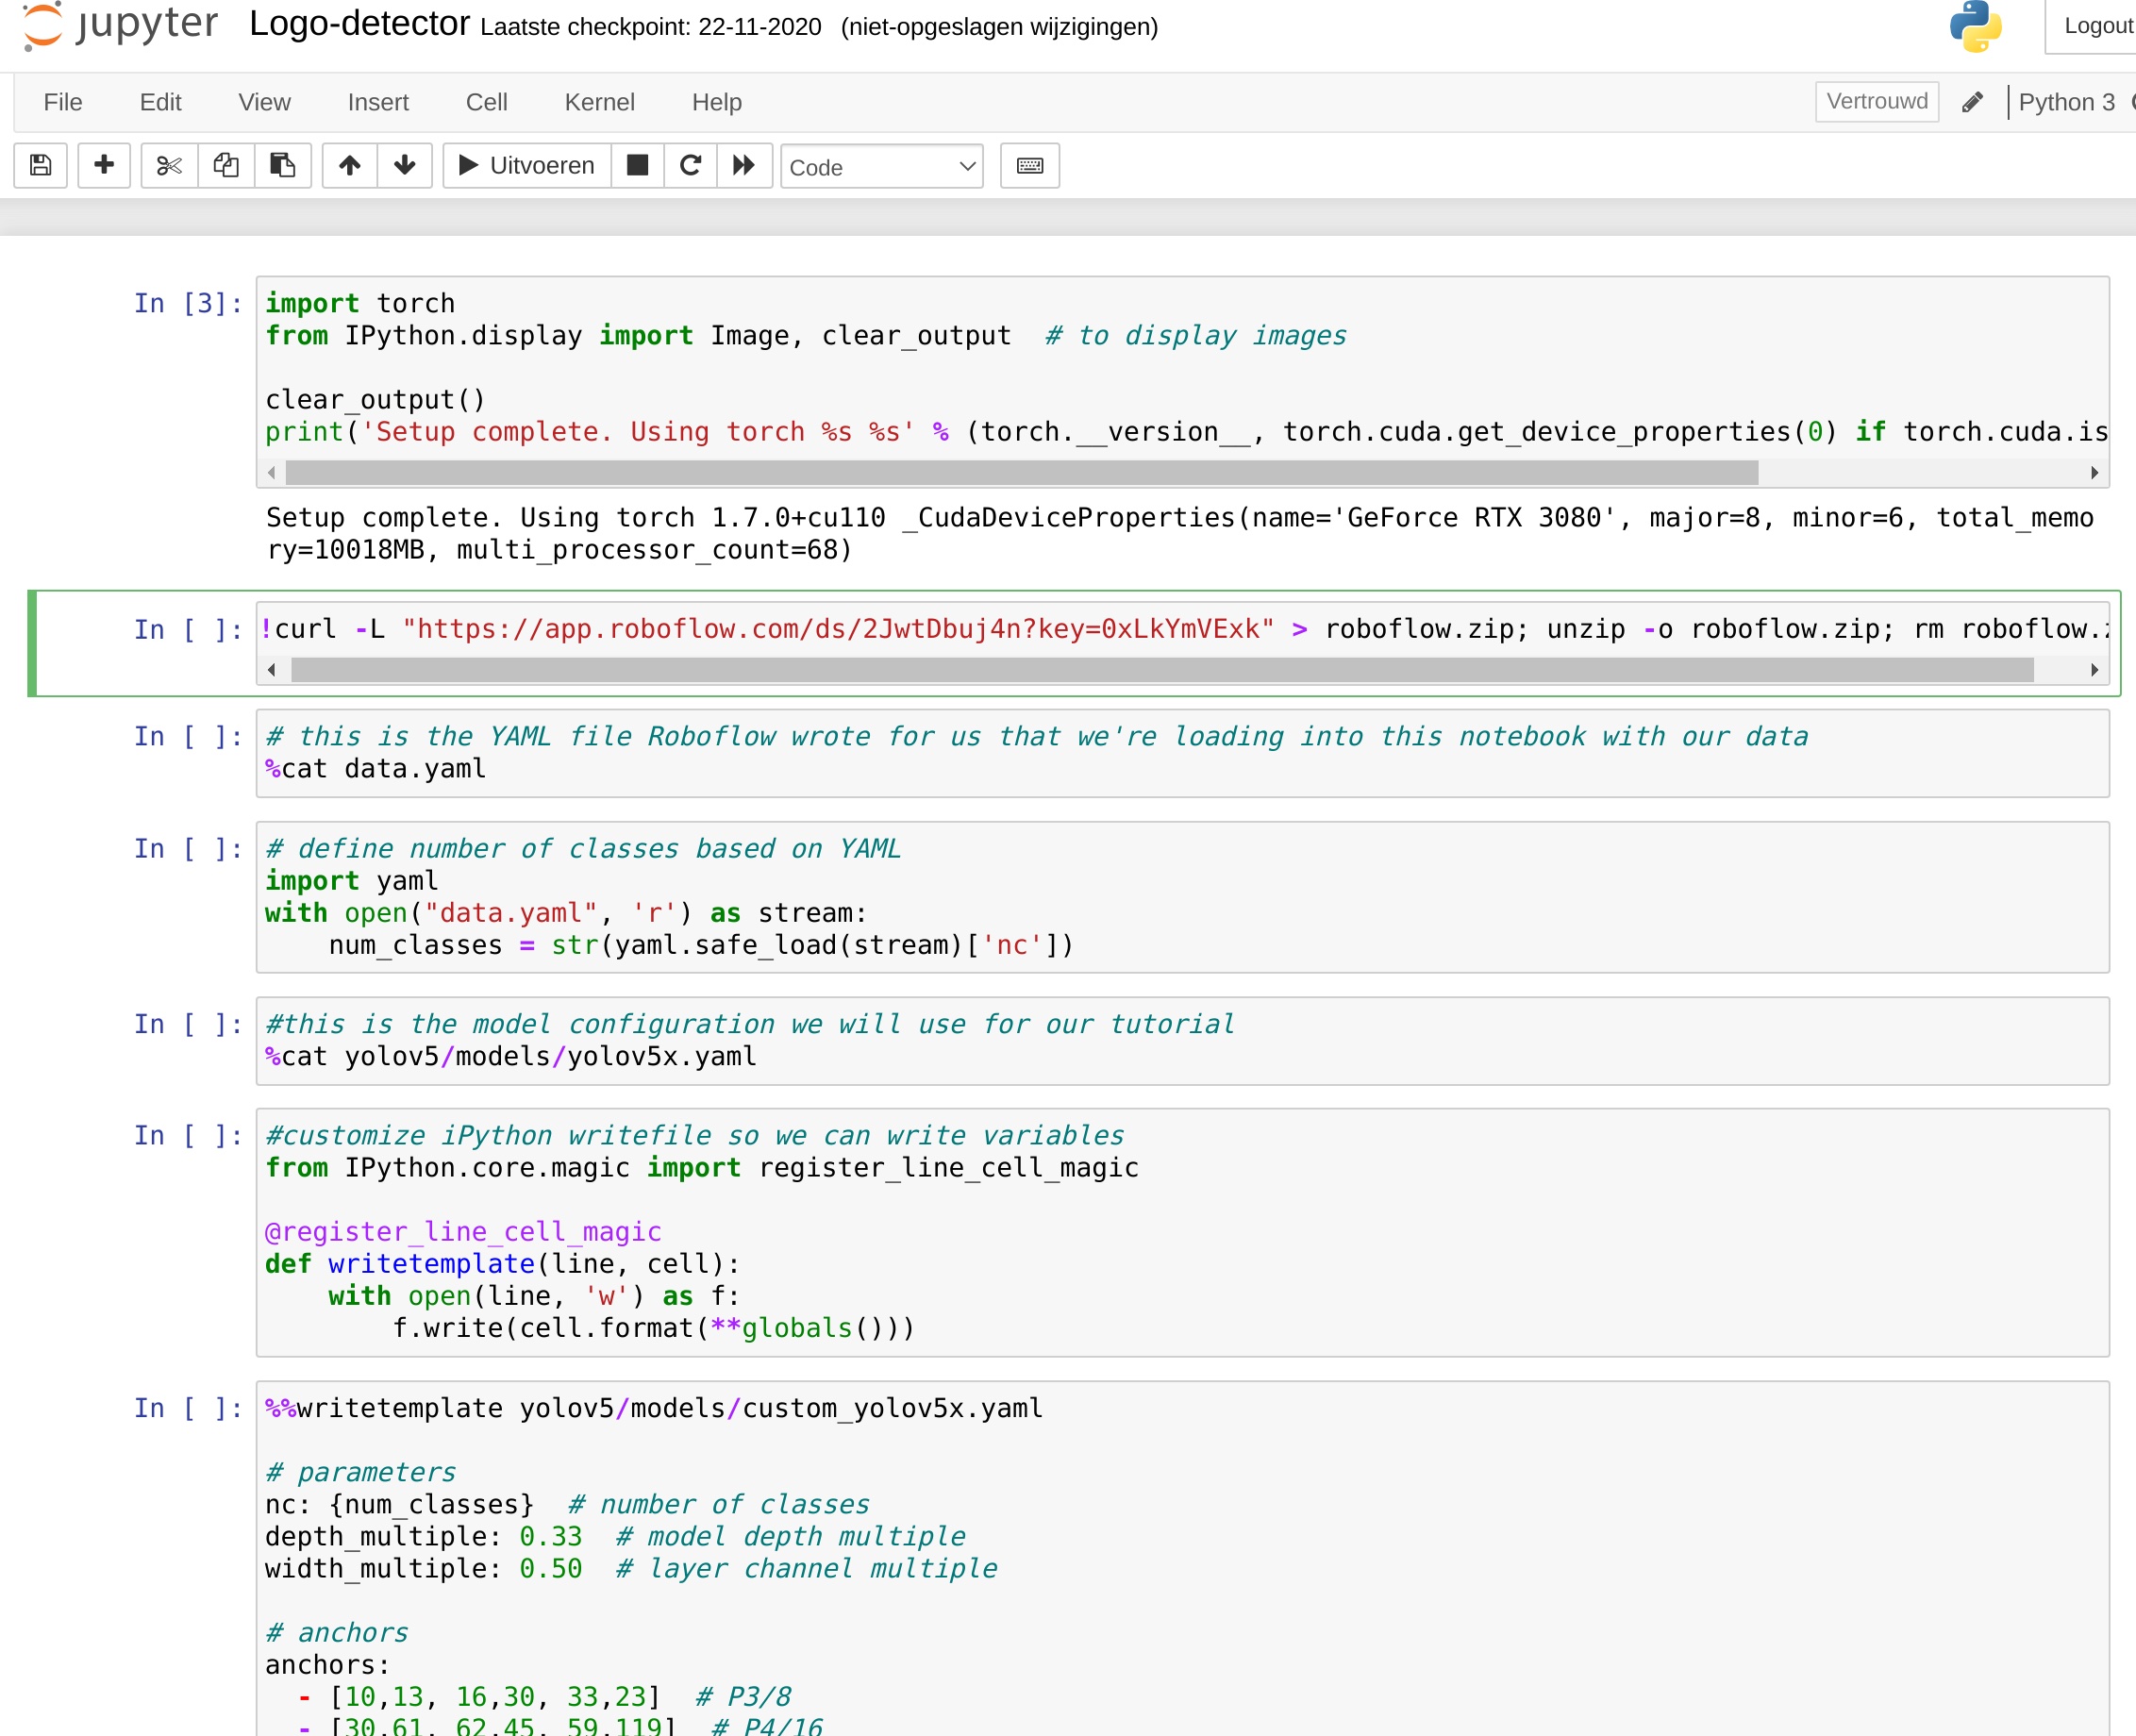 jupyter Logo-detector Laatste checkpoint: 22-11-2020 (niet-opgeslagen wijzigingen) Logout
File Edit View Insert Cell Kernel Help Vertrouwd Python 3
Uitvoeren Code
In [3]: import torch
from IPython.display import Image, clear_output  # to display images
clear_output()
print('Setup complete. Using torch %s %s' % (torch.__version__, torch.cuda.get_device_properties(0) if torch.cuda.is
Setup complete. Using torch 1.7.0+cu110 _CudaDeviceProperties(name='GeForce RTX 3080', major=8, minor=6, total_memo
ry=10018MB, multi_processor_count=68)
In [ ]: !curl -L "https://app.roboflow.com/ds/2JwtDbuj4n?key=0xLkYmVExk" > roboflow.zip; unzip -o roboflow.zip; rm roboflow.
In [ ]: # this is the YAML file Roboflow wrote for us that we're loading into this notebook with our data
%cat data.yaml
In [ ]: # define number of classes based on YAML
import yaml
with open("data.yaml", 'r') as stream:
    num_classes = str(yaml.safe_load(stream)['nc'])
In [ ]: #this is the model configuration we will use for our tutorial
%cat yolov5/models/yolov5x.yaml
In [ ]: #customize iPython writefile so we can write variables
from IPython.core.magic import register_line_cell_magic
@register_line_cell_magic
def writetemplate(line, cell):
    with open(line, 'w') as f:
        f.write(cell.format(**globals()))
In [ ]: %%writetemplate yolov5/models/custom_yolov5x.yaml
# parameters
nc: {num_classes}  # number of classes
depth_multiple: 0.33  # model depth multiple
width_multiple: 0.50  # layer channel multiple
# anchors
anchors:
  - [10,13, 16,30, 33,23]  # P3/8
  - [30,61, 62,45, 59,119]  # P4/16